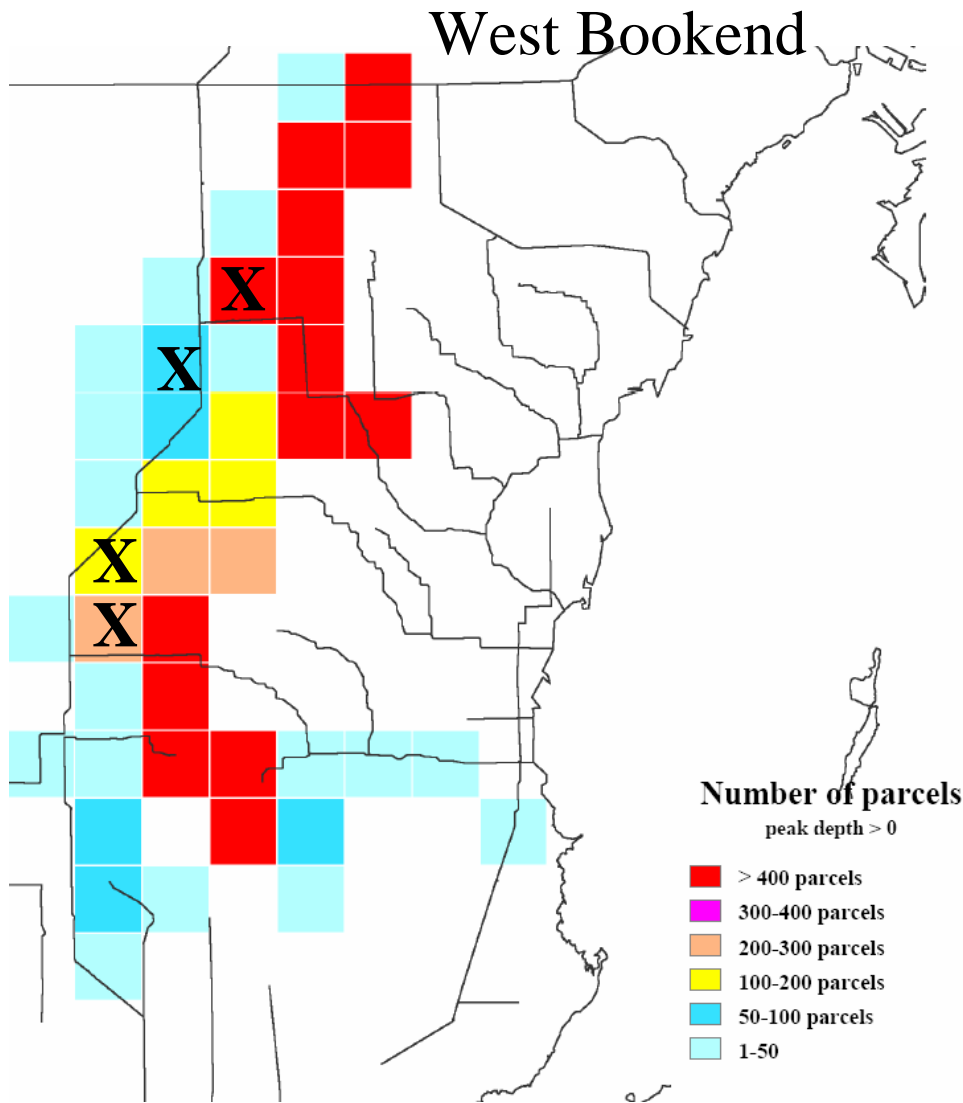 West Bookend
X
X
X
X
Number of parcels
peak depth > 0
> 400 parcels
300-400 parcels
200-300 parcels
100-200 parcels
50-100 parcels
1-50